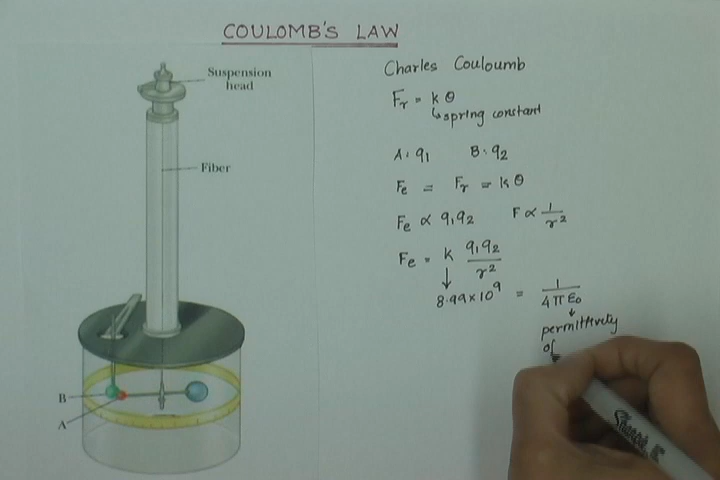 COULOMB'S LAW
Suspension
head
Fiber
B
A
Charles Couloumb
Fr = k θ
↳ spring constant
A: q1 B: q2
Fe = Fr = kθ
Fe ∝ q1q2 F ∝ 1/r²
Fe = k q1q2/r²
↓
8.99 × 10⁹ = 1/4πε₀
↓
permittivity
of
Sharpie